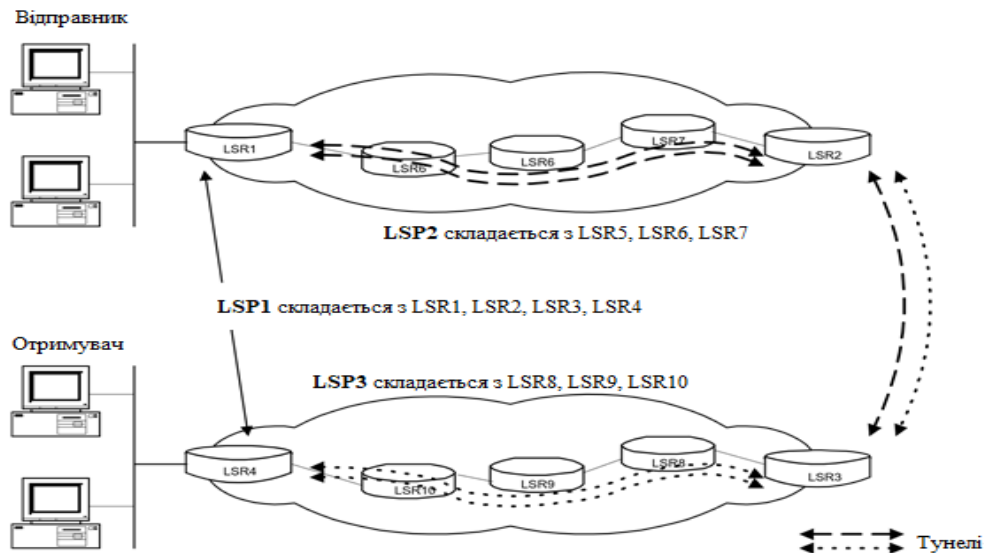 Відправник
LSR1
LSR6
LSR6
LSR7
LSR2
LSP2 складається з LSR5, LSR6, LSR7
LSP1 складається з LSR1, LSR2, LSR3, LSR4
Отримувач
LSP3 складається з LSR8, LSR9, LSR10
LSR4
LSR10
LSR9
LSR8
LSR3
Тунелі